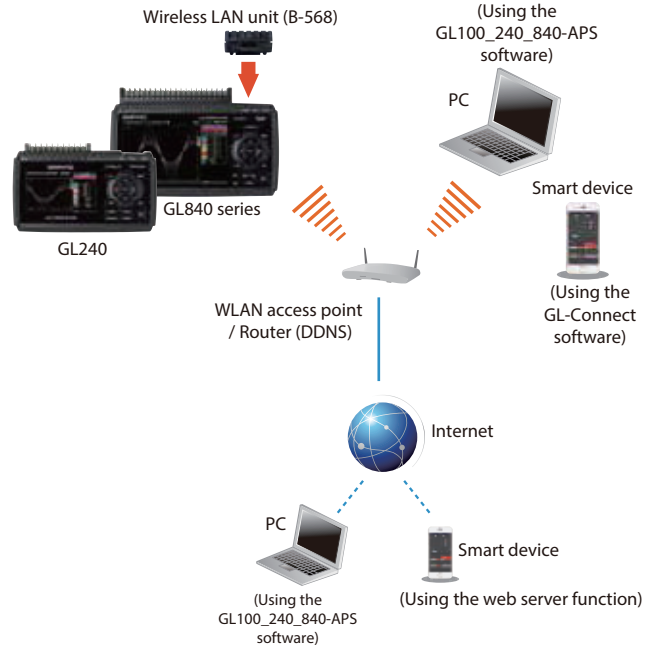 Wireless LAN unit (B-568)
(Using the
GL100_240_840-APS
software)
PC
GL840 series
GL240
Smart device
(Using the
GL-Connect
software)
WLAN access point
/ Router (DDNS)
Internet
PC
Smart device
(Using the
GL100_240_840-APS
software)
(Using the web server function)